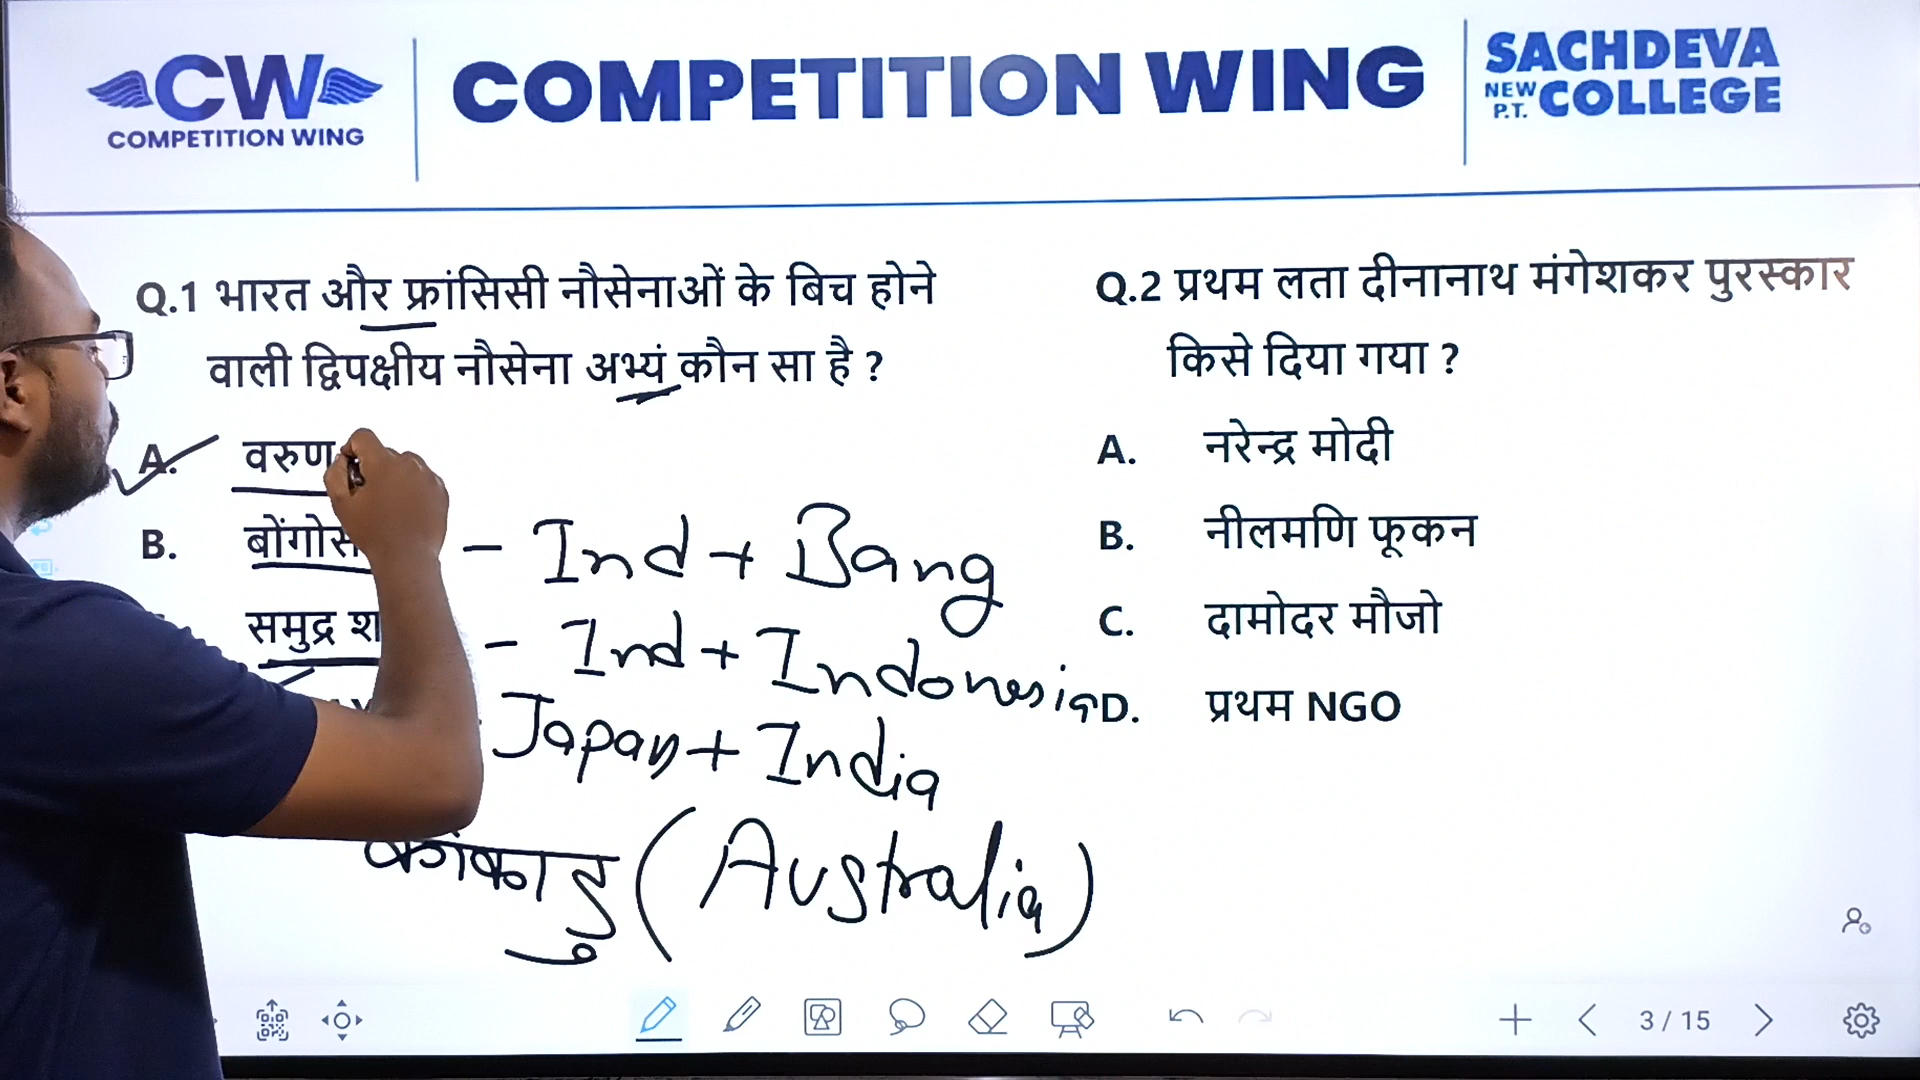 CW
COMPETITION WING
COMPETITION WING
SACHDEVA
NEW P.T. COLLEGE
Q.1 भारत और फ्रांसिसी नौसेनाओं के बिच होने
वाली द्विपक्षीय नौसेना अभ्यं कौन सा है ?
A. वरुण
B.
- Ind + Bang
समुद्र
- Ind + Indonesia
Japan + India
(Australia)
Q.2 प्रथम लता दीनानाथ मंगेशकर पुरस्कार
किसे दिया गया ?
A. नरेन्द्र मोदी
B. नीलमणि फूकन
C. दामोदर मौजो
D. प्रथम NGO
3 / 15